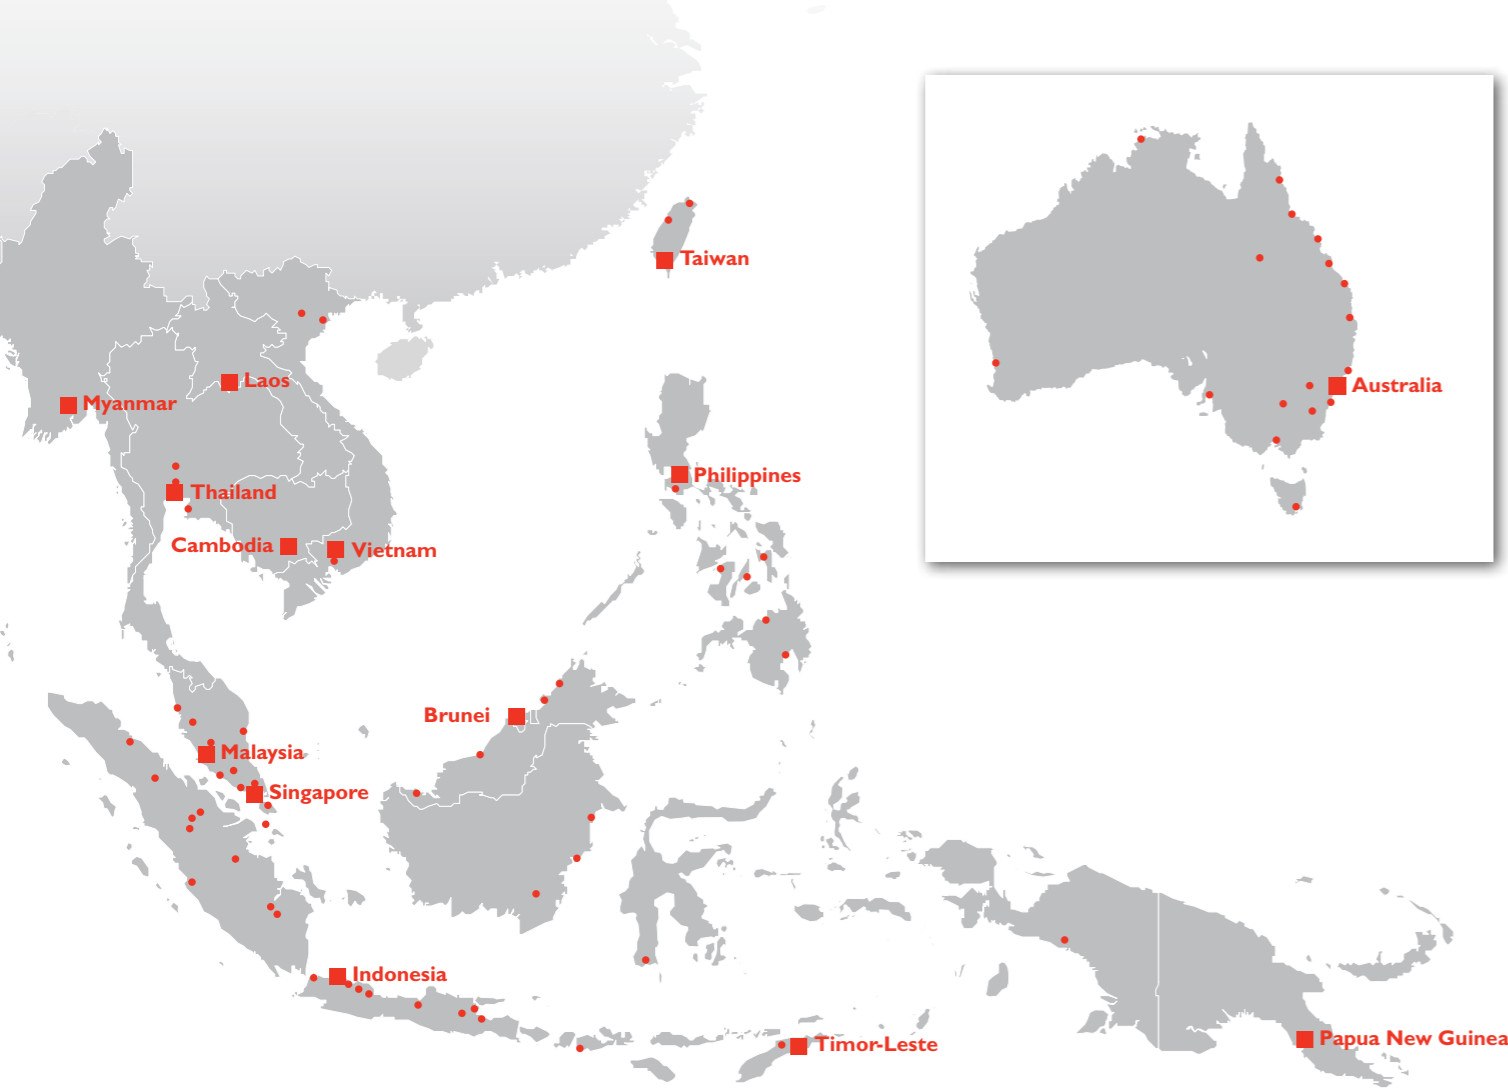 Taiwan
Laos
Australia
Myanmar
Philippines
Thailand
Cambodia
Vietnam
Brunei
Malaysia
Singapore
Indonesia
Papua New Guinea
Timor-Leste